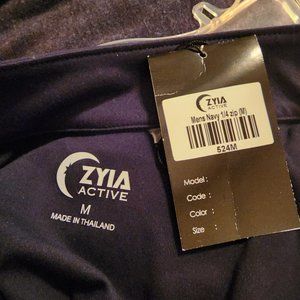 ZYIA
ACTIVE
M
MADE IN THAILAND
ZYIA
ACTIVE
Mens Navy 1/4 zip (M)
524M
Model :
Code :
Color :
Size :